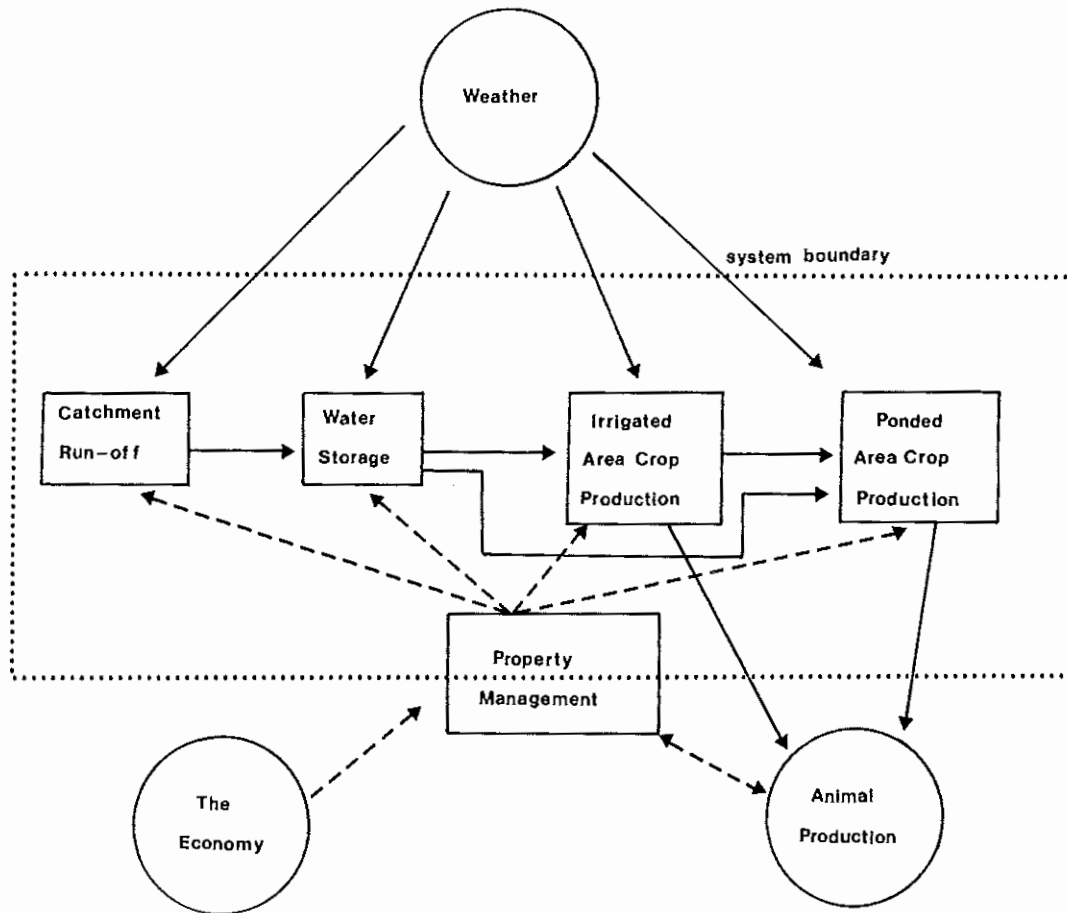 Weather
system boundary
Catchment
Run-off
Water
Storage
Irrigated
Area Crop
Production
Ponded
Area Crop
Production
Property
Management
The
Economy
Animal
Production